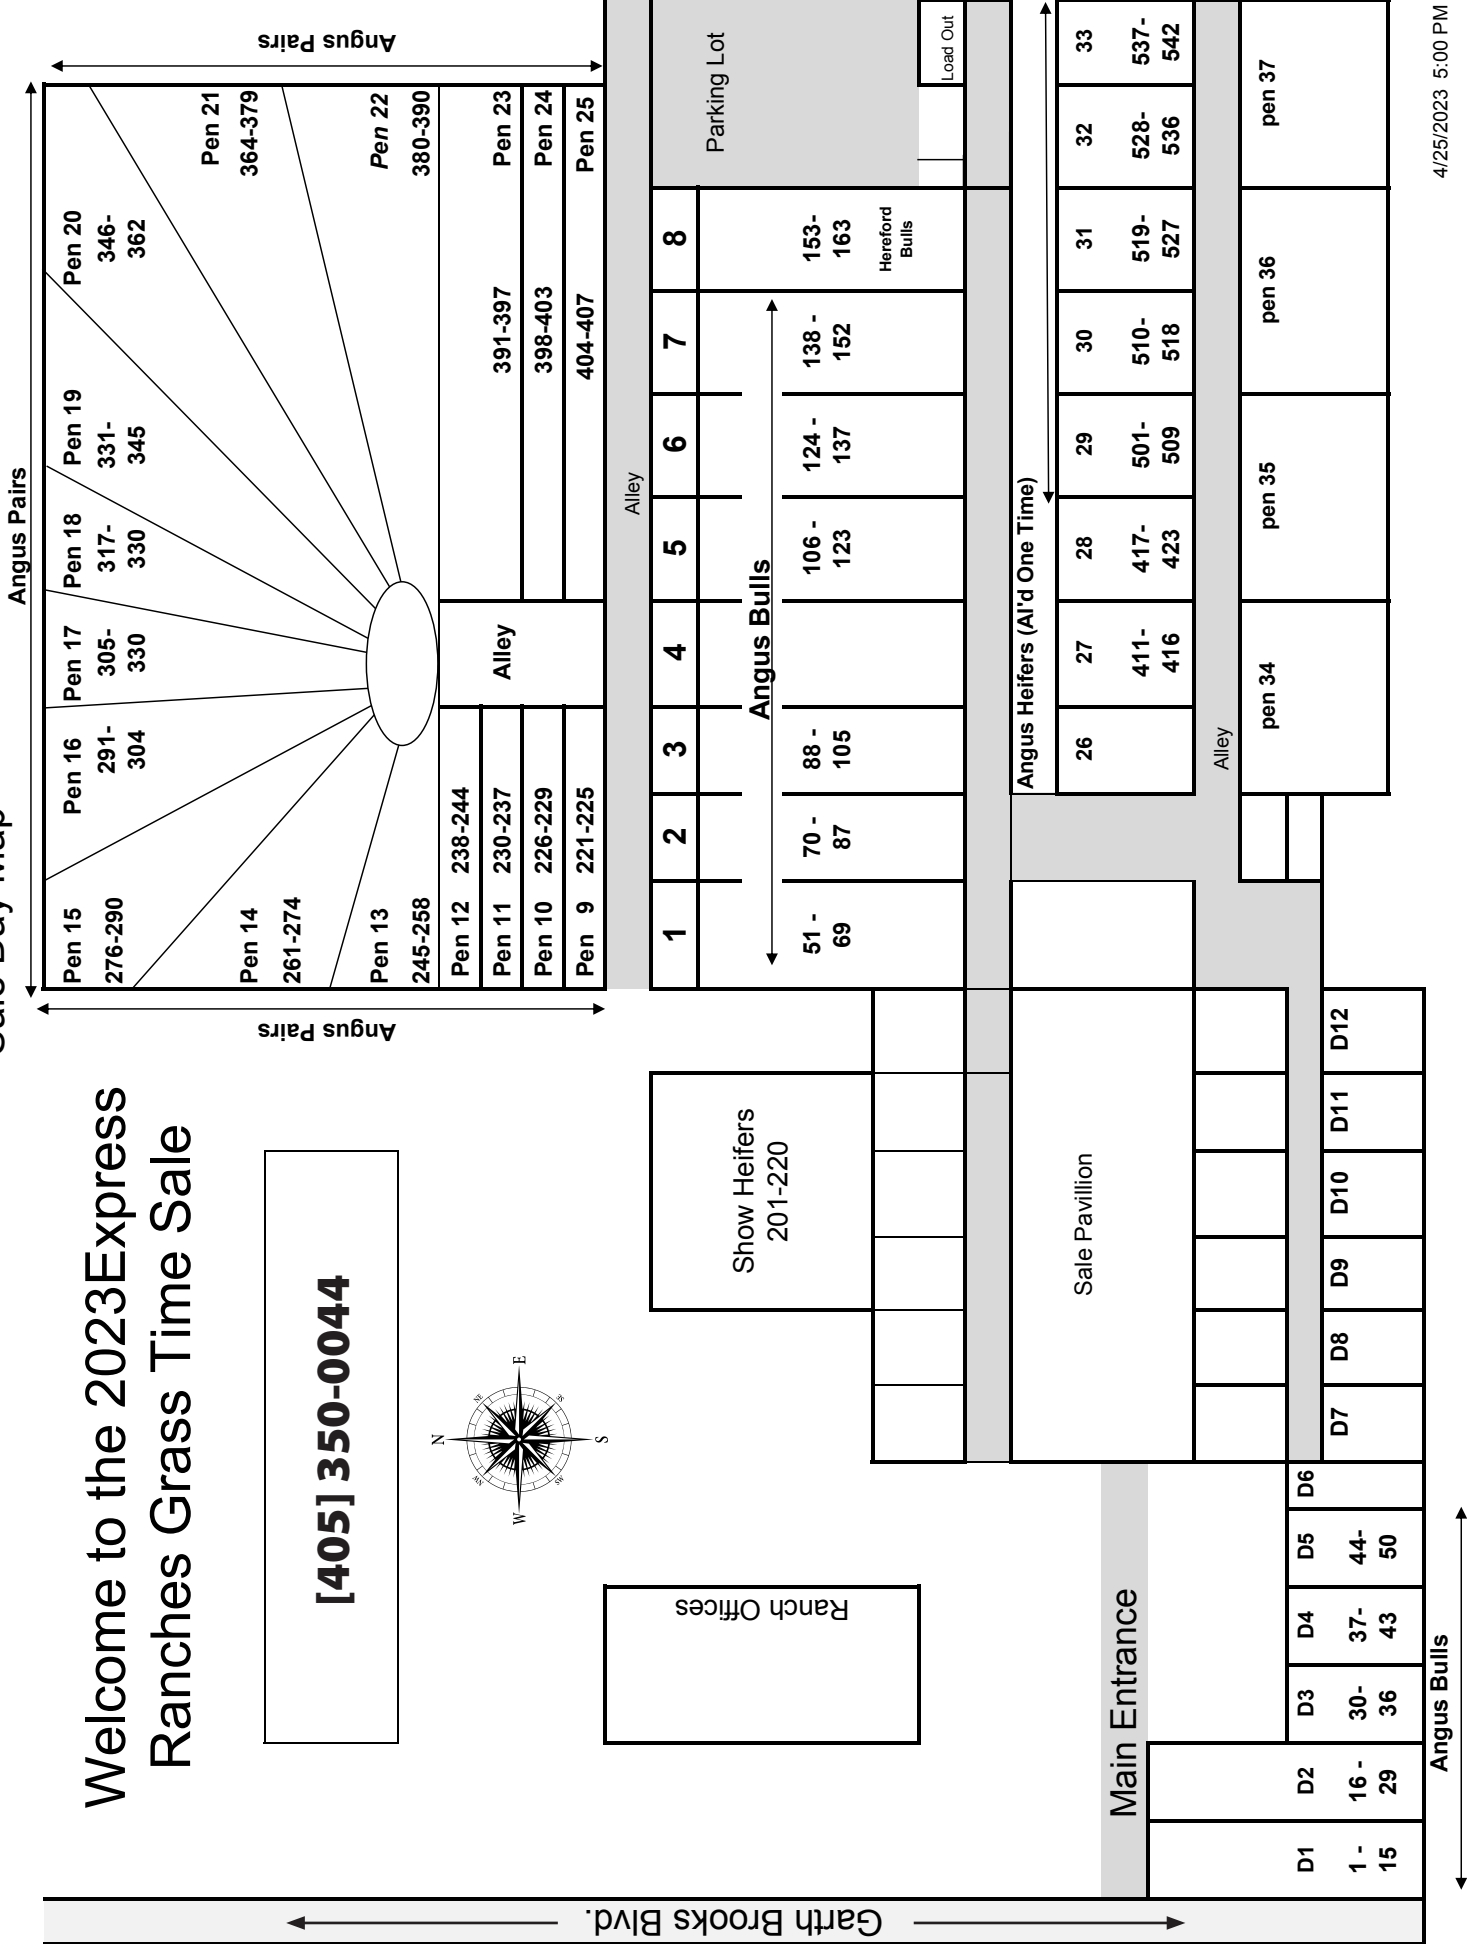 Sale Day Map
Welcome to the 2023Express
Ranches Grass Time Sale
[405] 350-0044
N
NE
E
SE
S
SW
W
NW
Garth Brooks Blvd.
Ranch Offices
Main Entrance
Show Heifers
201-220
Sale Pavillion
Angus Pairs
Angus Pairs
Angus Pairs
Pen 15
276-290
Pen 16
291-
304
Pen 17
305-
330
Pen 18
317-
330
Pen 19
331-
345
Pen 20
346-
362
Pen 21
364-379
Pen 14
261-274
Pen 13
245-258
Pen 22
380-390
Pen 12 238-244
Pen 11 230-237
Pen 10 226-229
Pen 9 221-225
Alley
391-397 Pen 23
398-403 Pen 24
404-407 Pen 25
Alley
Parking Lot
Load Out
1
51 -
69
2
70 -
87
3
88 -
105
4
5
106 -
123
6
124 -
137
7
138 -
152
8
153-
163
Hereford
Bulls
Angus Bulls
Angus Heifers (AI'd One Time)
26
27
411-
416
28
417-
423
29
501-
509
30
510-
518
31
519-
527
32
528-
536
33
537-
542
Alley
pen 34
pen 35
pen 36
pen 37
D1
1 -
15
D2
16 -
29
D3
30-
36
D4
37-
43
D5
44-
50
D6
D7
D8
D9
D10
D11
D12
Angus Bulls
4/25/2023 5:00 PM